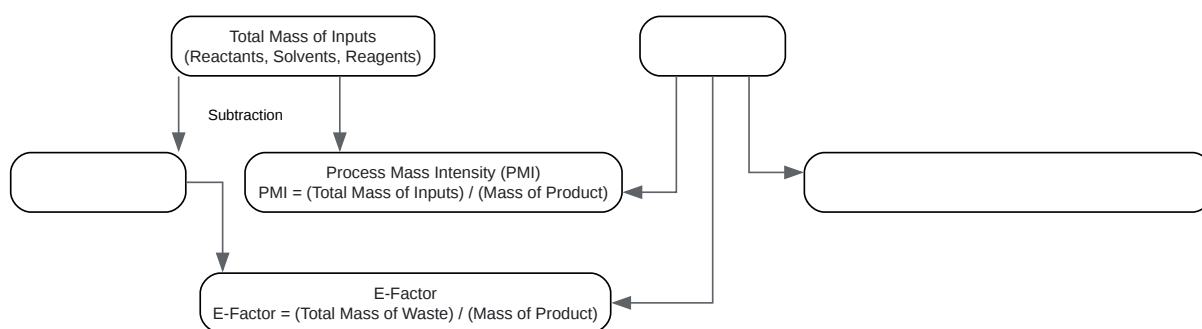 Total Mass of Inputs
(Reactants, Solvents, Reagents)
Subtraction
Process Mass Intensity (PMI)
PMI = (Total Mass of Inputs) / (Mass of Product)
E-Factor
E-Factor = (Total Mass of Waste) / (Mass of Product)